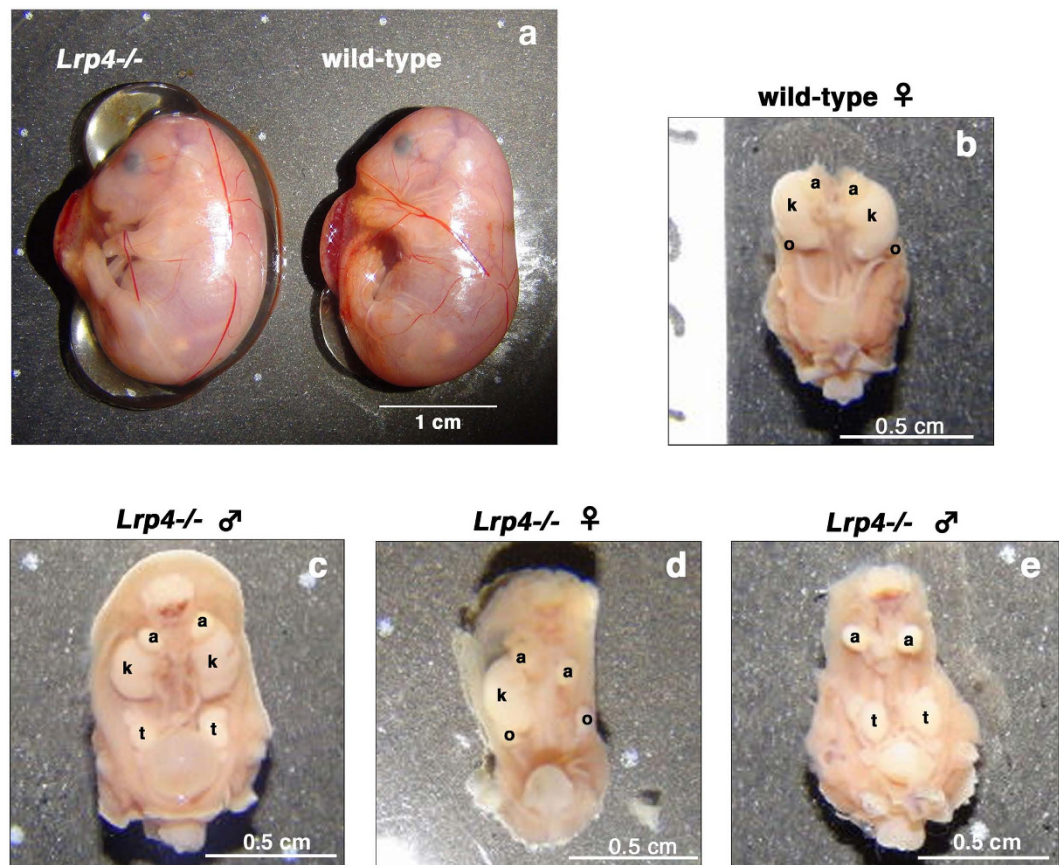 a
Lrp4-/-
wild-type
1 cm
wild-type ♀
b
a a
k k
o o
0.5 cm
Lrp4-/- ♂
c
a a
k k
t t
0.5 cm
Lrp4-/- ♀
d
a a
k
o o
0.5 cm
Lrp4-/- ♂
e
a a
t t
0.5 cm